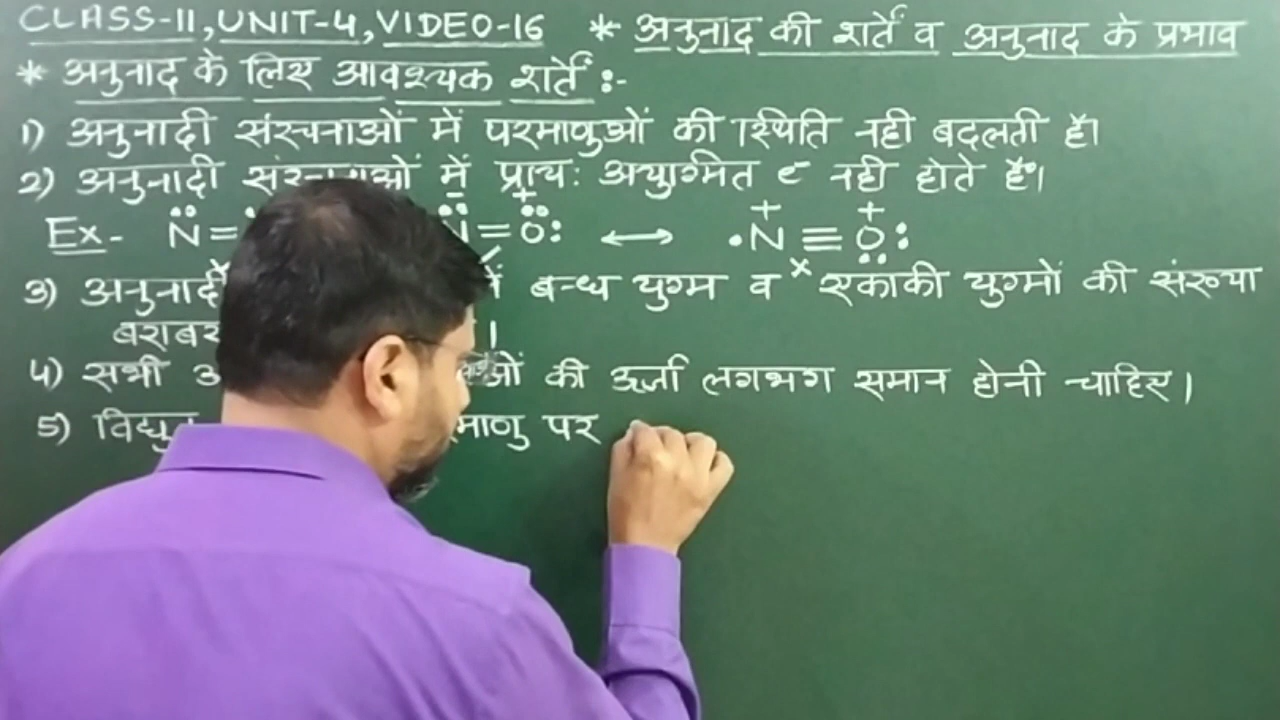 CLASS-11, UNIT-4, VIDEO-16 * अनुनाद की शर्तें व अनुनाद के प्रभाव
* अनुनाद के लिए आवश्यक शर्तें :-
1) अनुनादी संरचनाओं में परमाणुओं की स्थिति नही बदलती है।
2) अनुनादी संरचनाओं में प्रायः अयुग्मित e⁻ नही होते हैं।
Ex- N̈= =Ö: ⟷ •N⁺≡O⁺:
3) अनुनादी में बन्ध युग्म व × एकाकी युग्मों की संख्या
बराबर ।
4) सभी की ऊर्जा लगभग समान होनी चाहिए।
5) पर